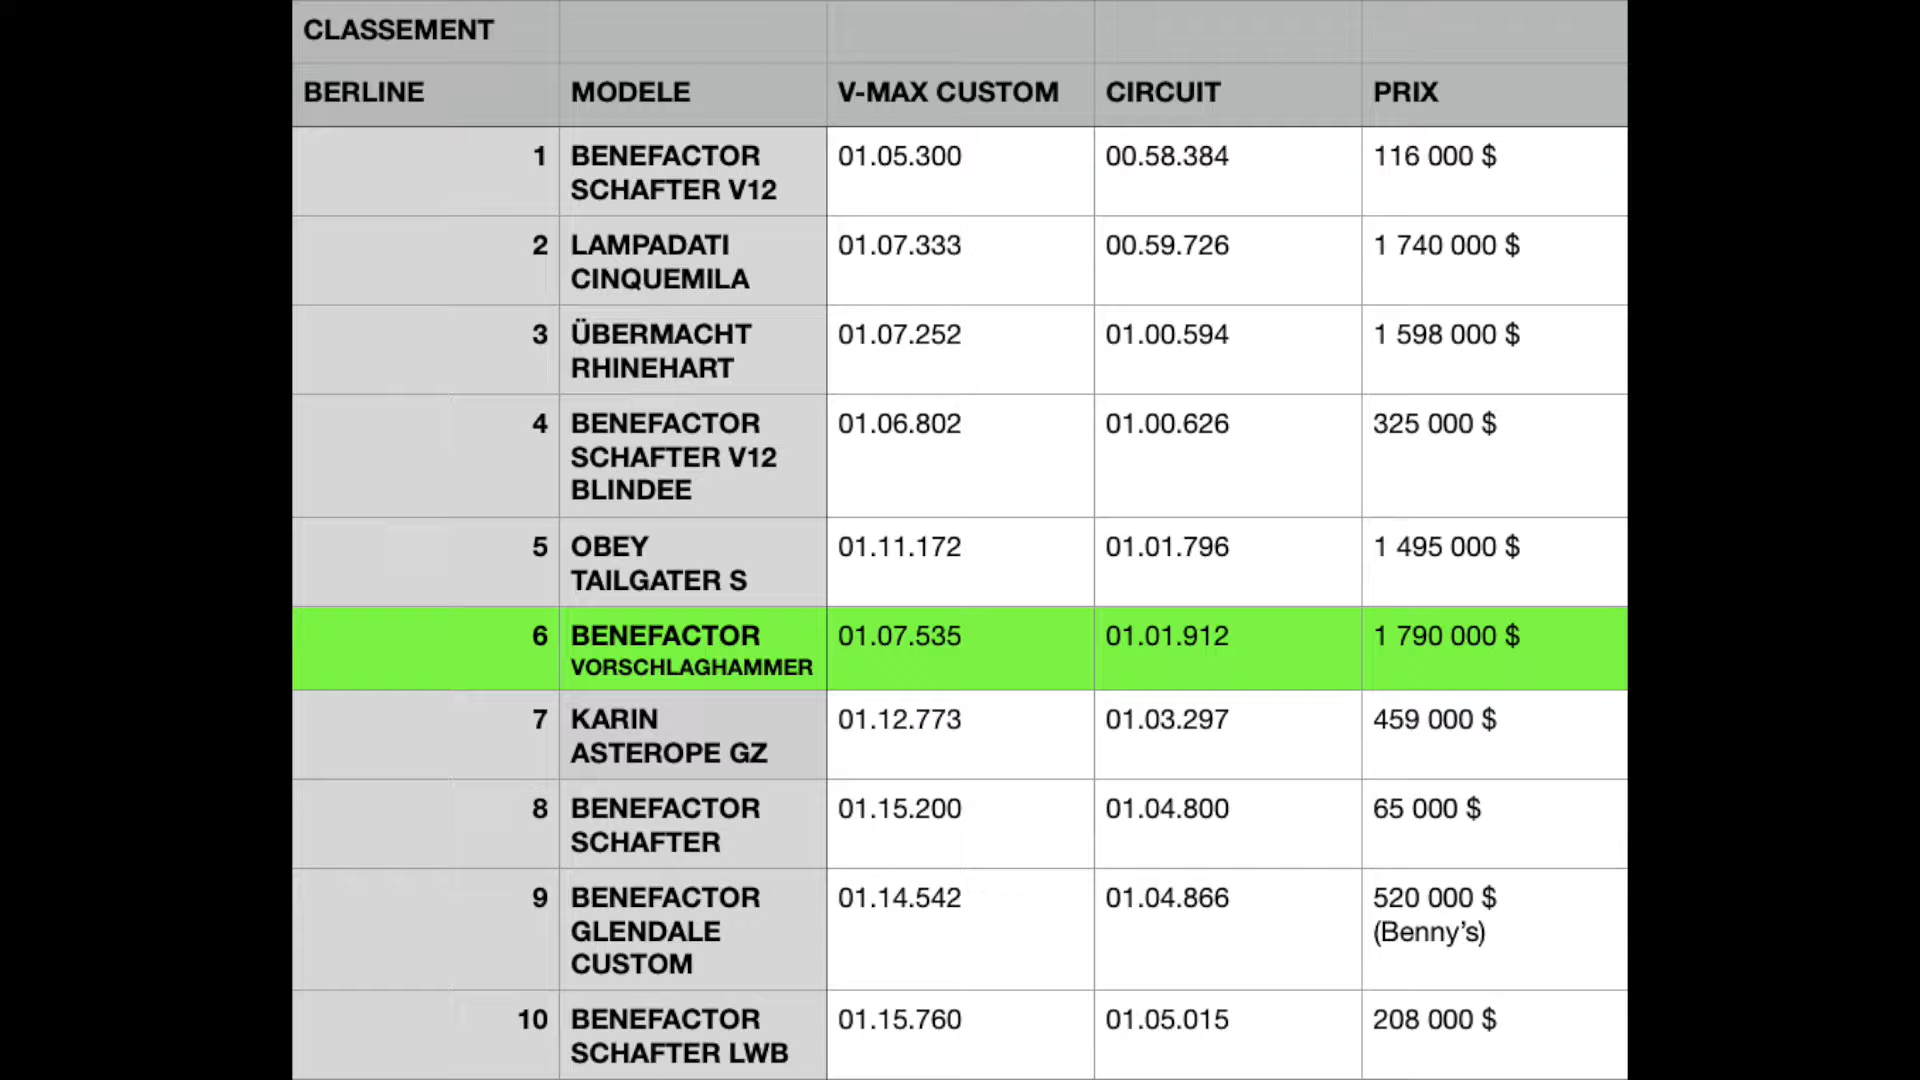 CLASSEMENT
BERLINE MODELE V-MAX CUSTOM CIRCUIT PRIX
1 BENEFACTOR 01.05.300 00.58.384 116 000 $
SCHAFTER V12
2 LAMPADATI 01.07.333 00.59.726 1 740 000 $
CINQUEMILA
3 ÜBERMACHT 01.07.252 01.00.594 1 598 000 $
RHINEHART
4 BENEFACTOR 01.06.802 01.00.626 325 000 $
SCHAFTER V12
BLINDEE
5 OBEY 01.11.172 01.01.796 1 495 000 $
TAILGATER S
6 BENEFACTOR 01.07.535 01.01.912 1 790 000 $
VORSCHLAGHAMMER
7 KARIN 01.12.773 01.03.297 459 000 $
ASTEROPE GZ
8 BENEFACTOR 01.15.200 01.04.800 65 000 $
SCHAFTER
9 BENEFACTOR 01.14.542 01.04.866 520 000 $
GLENDALE (Benny’s)
CUSTOM
10 BENEFACTOR 01.15.760 01.05.015 208 000 $
SCHAFTER LWB